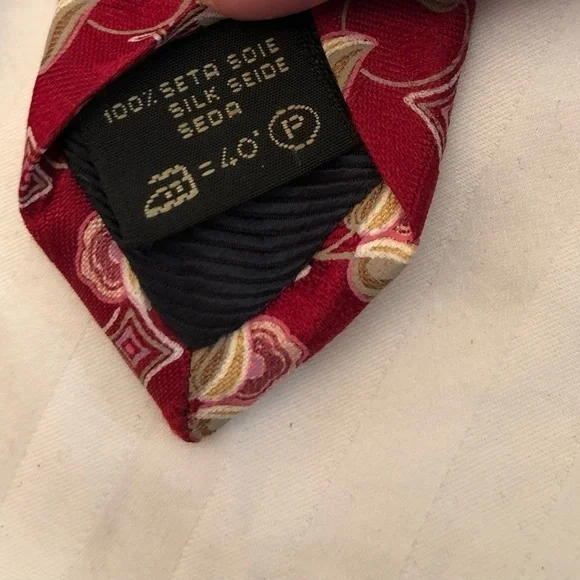 100% SETA SOIE
SILK SEIDE
SEDA
= 40° P